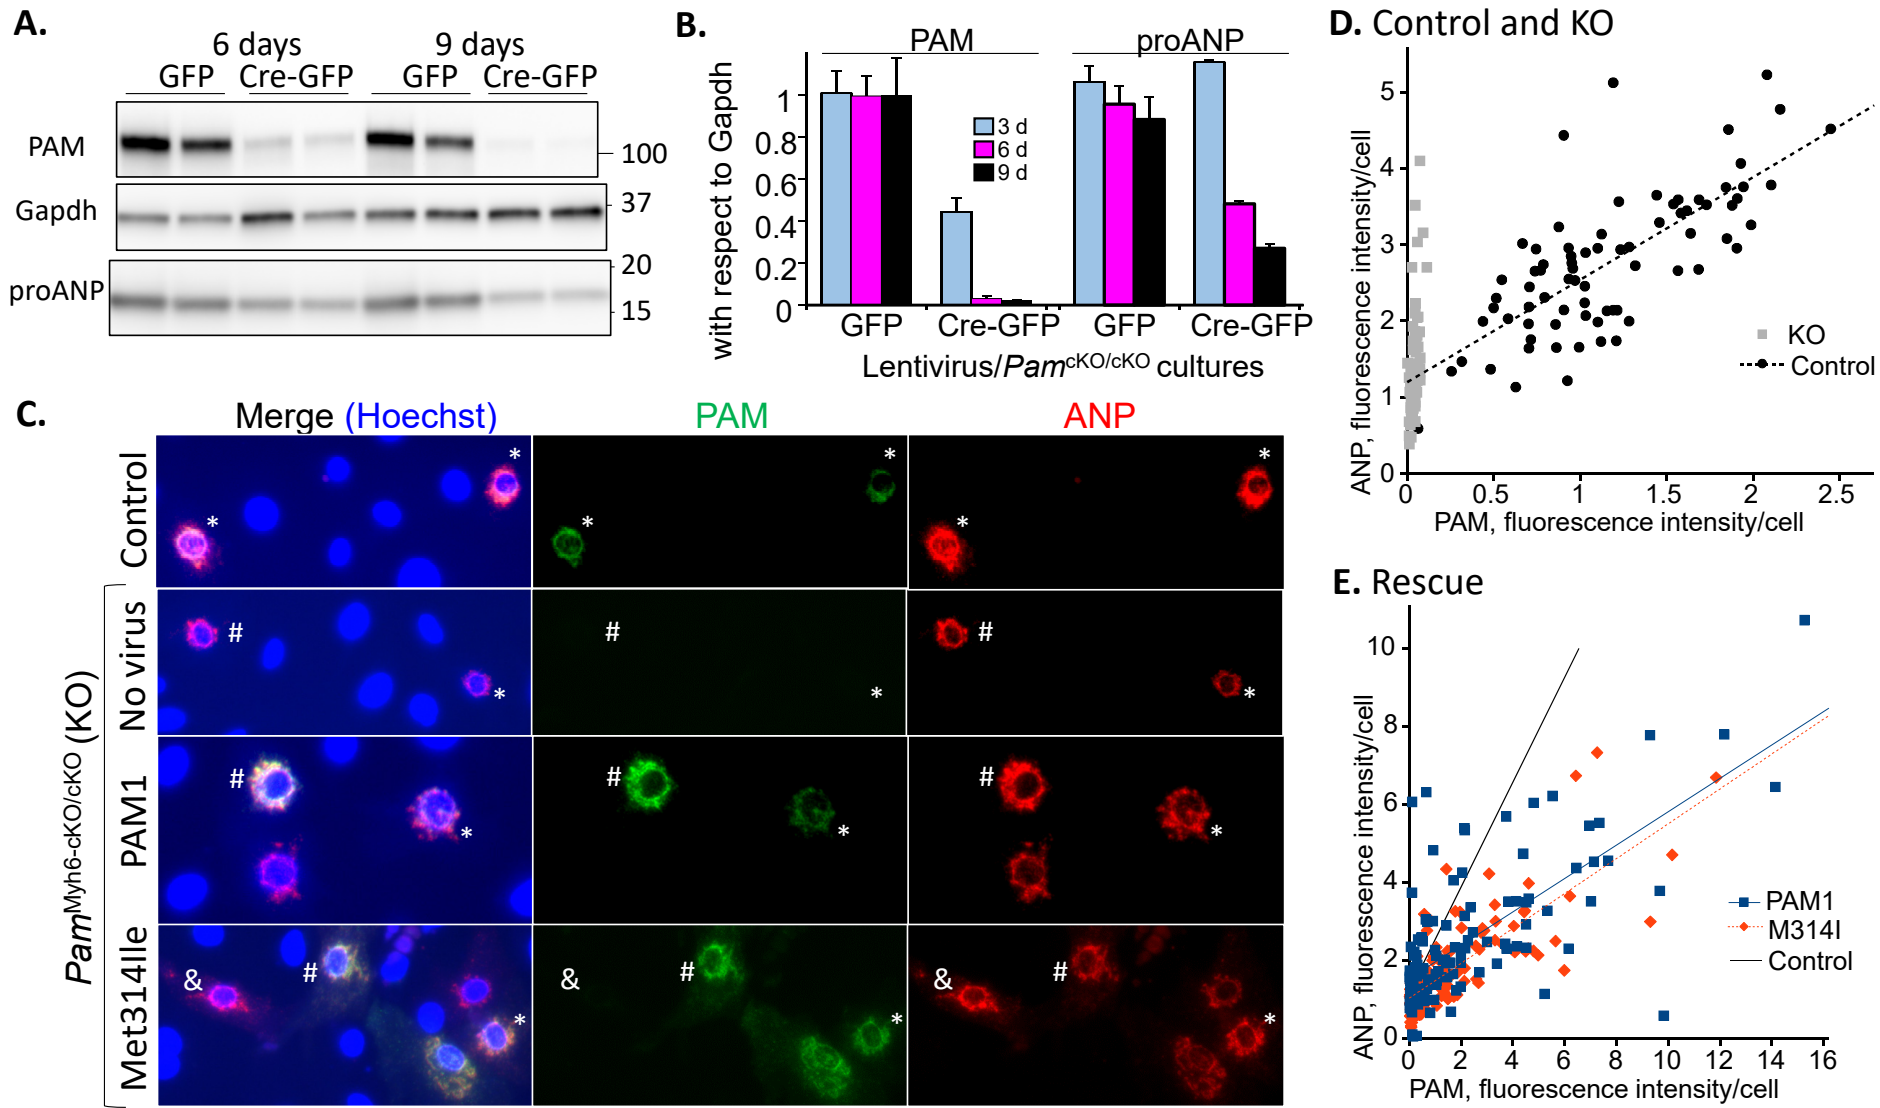 A.
6 days 9 days
GFP Cre-GFP GFP Cre-GFP
PAM
100
Gapdh
37
proANP
20
15
B.
PAM proANP
with respect to Gapdh
1
0.8
0.6
0.4
0.2
0
3 d
6 d
9 d
GFP Cre-GFP GFP Cre-GFP
Lentivirus/Pam^cKO/cKO cultures
C.
Merge (Hoechst) PAM ANP
Control
* * *
* * *
Pam^Myh6-cKO/cKO (KO)
No virus
# # #
* * *
PAM1
# # #
* * *
Met314Ile
& # & # & #
* * *
D. Control and KO
ANP, fluorescence intensity/cell
5
4
3
2
1
0
KO
Control
0 0.5 1 1.5 2 2.5
PAM, fluorescence intensity/cell
E. Rescue
ANP, fluorescence intensity/cell
10
8
6
4
2
0
PAM1
M314I
Control
0 2 4 6 8 10 12 14 16
PAM, fluorescence intensity/cell